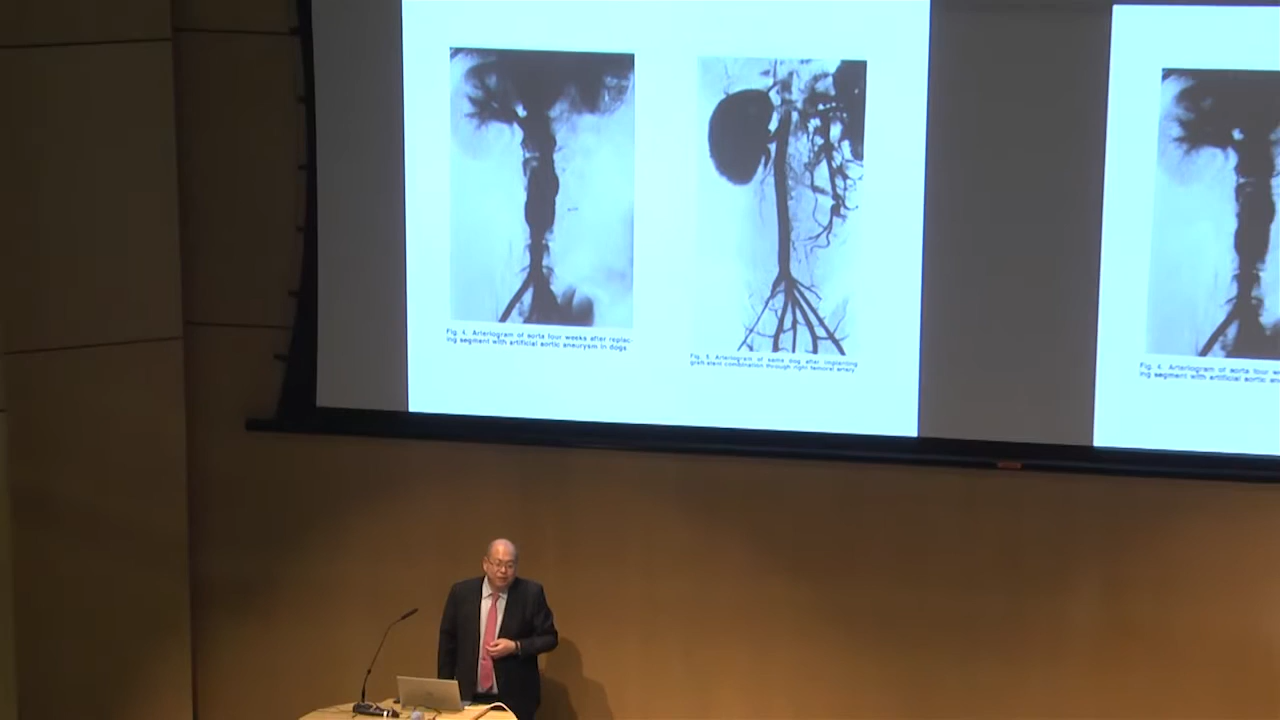 Fig. 4. Arteriogram of aorta four weeks after replac-
ing segment with artificial aortic aneurysm in dogs
Fig. 5. Arteriogram of same dog after implanting
graft-stent combination through right femoral artery
Fig. 4. Arteriogram of aorta four w
ing segment with artificial aortic an